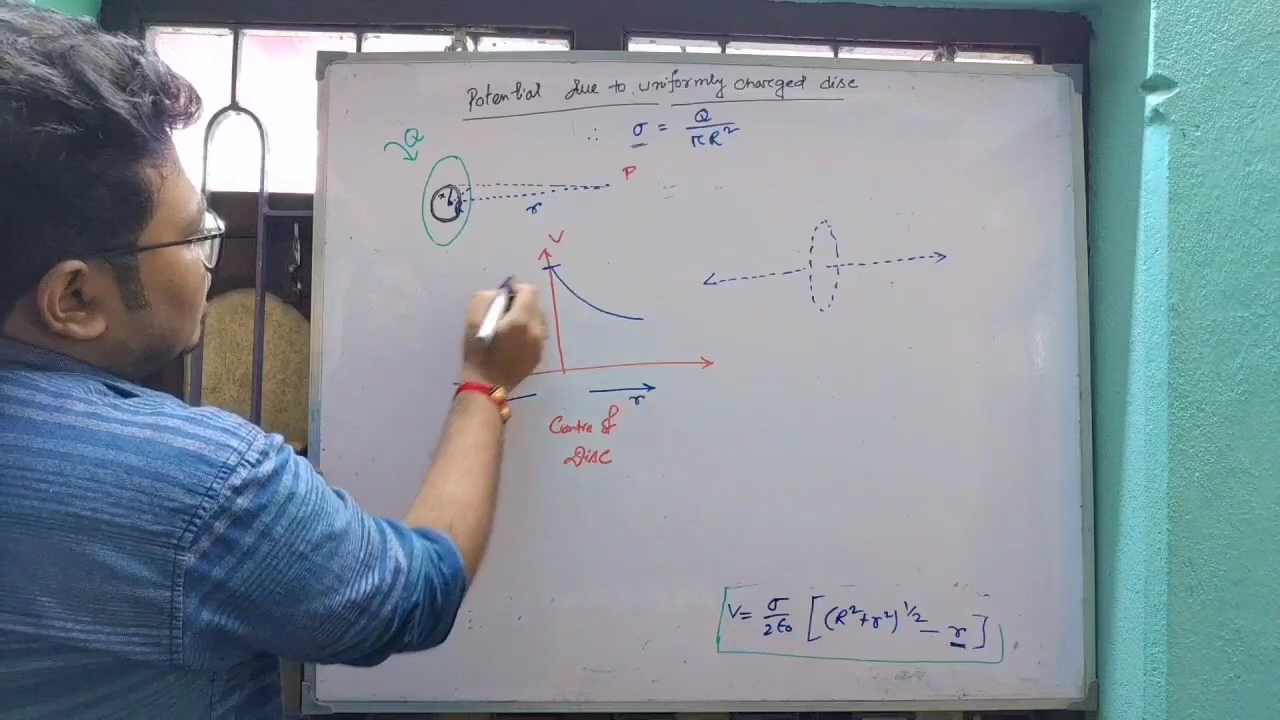 Potential due to uniformly charged disc
∴ σ = Q/πR²
Q
P
r
V
r
Centre of
Disc
V = σ/2ε₀ [(R²+r²)^1/2 − r]